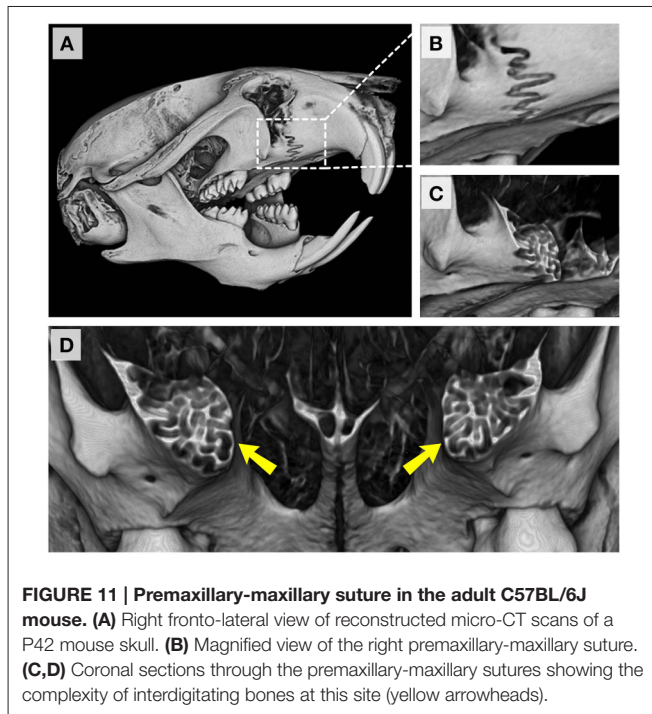 A
B
C
D
FIGURE 11 | Premaxillary-maxillary suture in the adult C57BL/6J
mouse. (A) Right fronto-lateral view of reconstructed micro-CT scans of a
P42 mouse skull. (B) Magnified view of the right premaxillary-maxillary suture.
(C,D) Coronal sections through the premaxillary-maxillary sutures showing the
complexity of interdigitating bones at this site (yellow arrowheads).